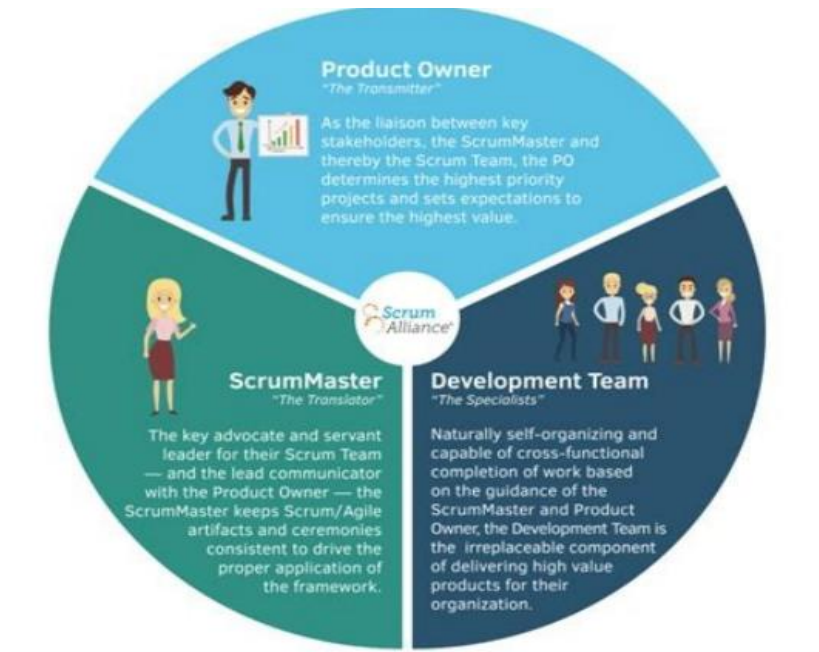 Product Owner
“The Transmitter”
As the liaison between key
stakeholders, the ScrumMaster and
thereby the Scrum Team, the PO
determines the highest priority
projects and sets expectations to
ensure the highest value.
Scrum
Alliance®
ScrumMaster
“The Translator”
The key advocate and servant
leader for their Scrum Team
— and the lead communicator
with the Product Owner — the
ScrumMaster keeps Scrum/Agile
artifacts and ceremonies
consistent to drive the
proper application of
the framework.
Development Team
“The Specialists”
Naturally self-organizing and
capable of cross-functional
completion of work based
on the guidance of the
ScrumMaster and Product
Owner, the Development Team is
the irreplaceable component
of delivering high value
products for their
organization.